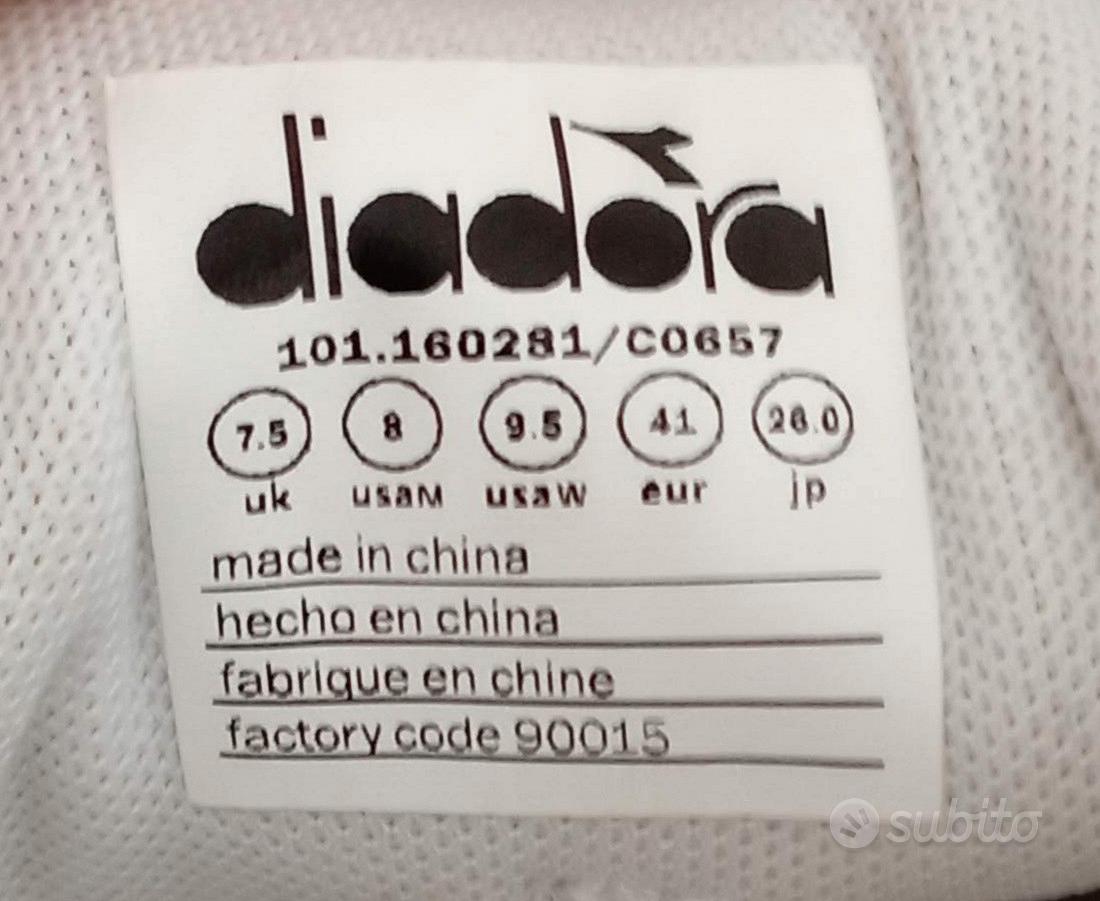 diadora
101.160281/C0657
7.5 8 9.5 41 26.0
uk usaM usaW eur jp
made in china
hecho en china
fabrique en chine
factory code 90015
subito